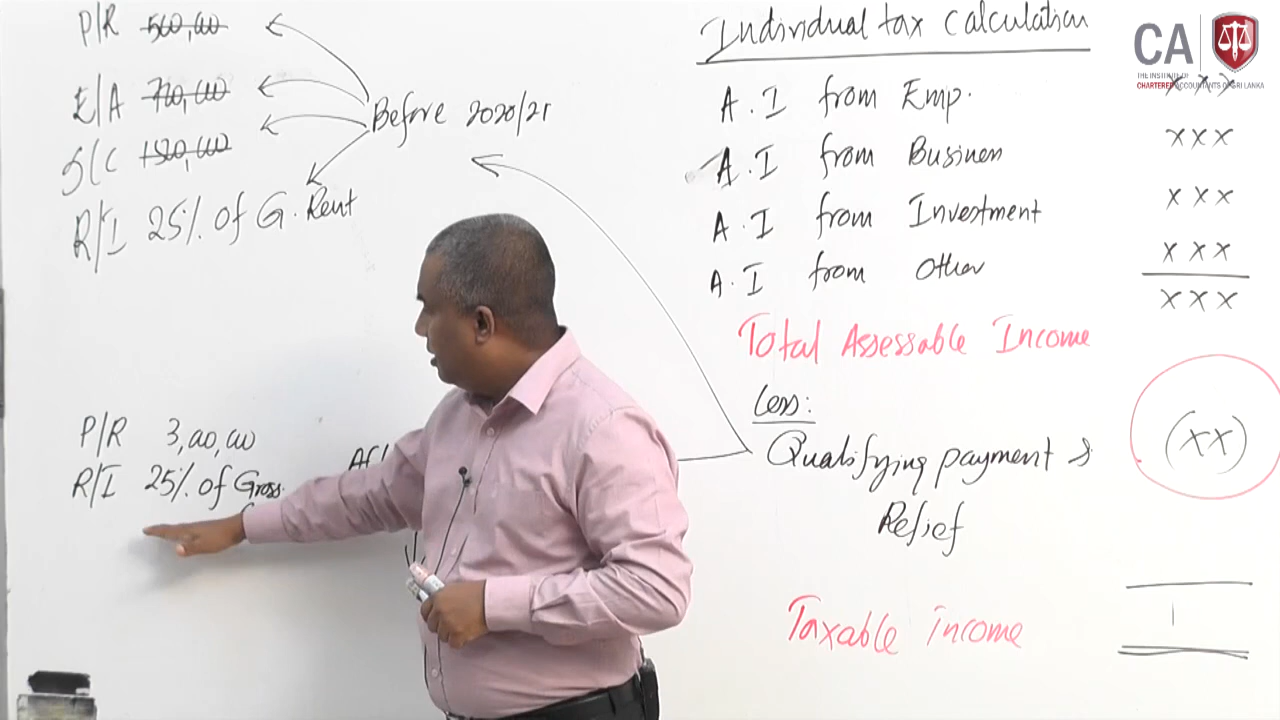 P/R 500,000
E/A 700,000
S/C 1500,000
R/I 25% of G. Rent
Before 2020/21
P/R 3,00,000
R/I 25% of Gross
Individual tax calculation
A.I from Emp. xxx
A.I from Business xxx
A.I from Investment xxx
A.I from Other xxx
xxx
Total Assessable Income
Less:
Qualifying payment & (xx)
Relief
Taxable income
CA
THE INSTITUTE OF
CHARTERED ACCOUNTANTS OF SRI LANKA